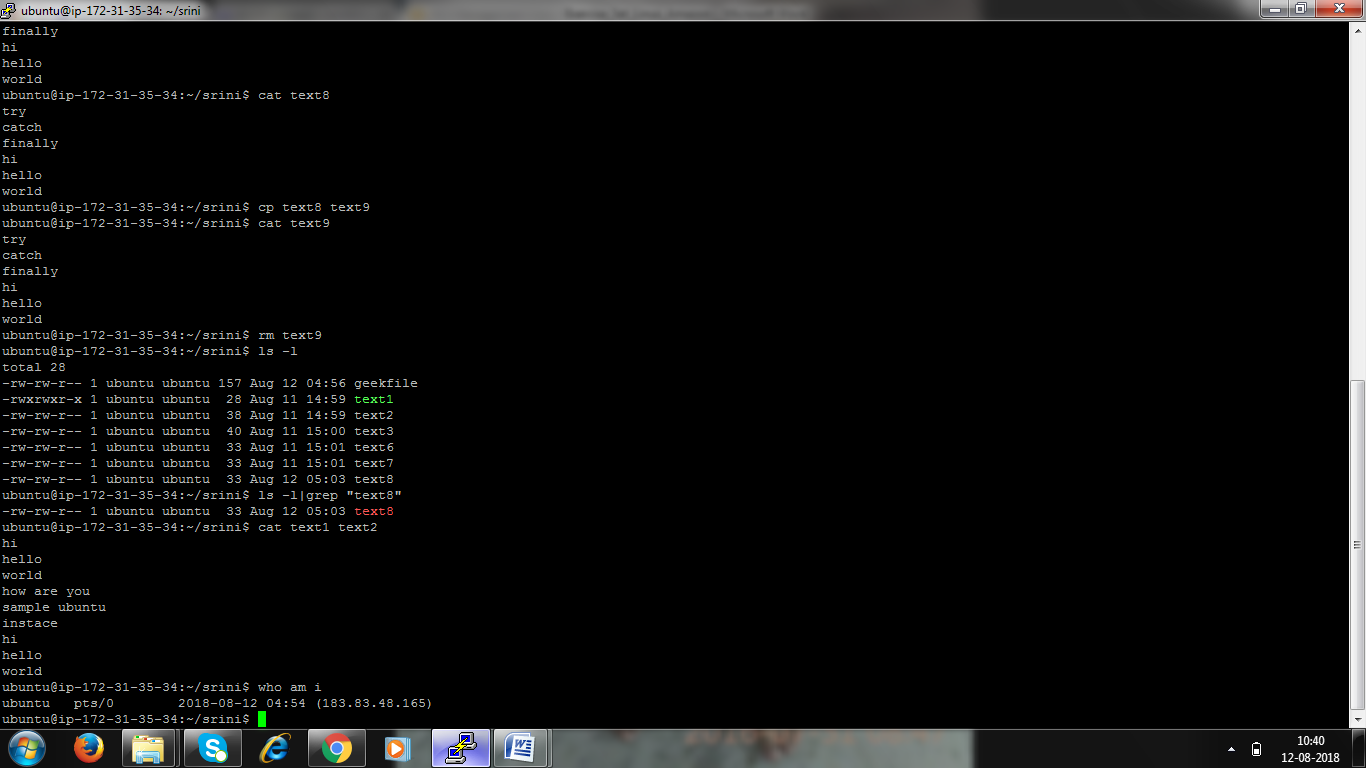 ubuntu@ip-172-31-35-34: ~/srini
finally
hi
hello
world
ubuntu@ip-172-31-35-34:~/srini$ cat text8
try
catch
finally
hi
hello
world
ubuntu@ip-172-31-35-34:~/srini$ cp text8 text9
ubuntu@ip-172-31-35-34:~/srini$ cat text9
try
catch
finally
hi
hello
world
ubuntu@ip-172-31-35-34:~/srini$ rm text9
ubuntu@ip-172-31-35-34:~/srini$ ls -l
total 28
-rw-rw-r-- 1 ubuntu ubuntu 157 Aug 12 04:56 geekfile
-rwxrwxr-x 1 ubuntu ubuntu  28 Aug 11 14:59 text1
-rw-rw-r-- 1 ubuntu ubuntu  38 Aug 11 14:59 text2
-rw-rw-r-- 1 ubuntu ubuntu  40 Aug 11 15:00 text3
-rw-rw-r-- 1 ubuntu ubuntu  33 Aug 11 15:01 text6
-rw-rw-r-- 1 ubuntu ubuntu  33 Aug 11 15:01 text7
-rw-rw-r-- 1 ubuntu ubuntu  33 Aug 12 05:03 text8
ubuntu@ip-172-31-35-34:~/srini$ ls -l|grep "text8"
-rw-rw-r-- 1 ubuntu ubuntu  33 Aug 12 05:03 text8
ubuntu@ip-172-31-35-34:~/srini$ cat text1 text2
hi
hello
world
how are you
sample ubuntu
instace
hi
hello
world
ubuntu@ip-172-31-35-34:~/srini$ who am i
ubuntu   pts/0        2018-08-12 04:54 (183.83.48.165)
ubuntu@ip-172-31-35-34:~/srini$
10:40
12-08-2018